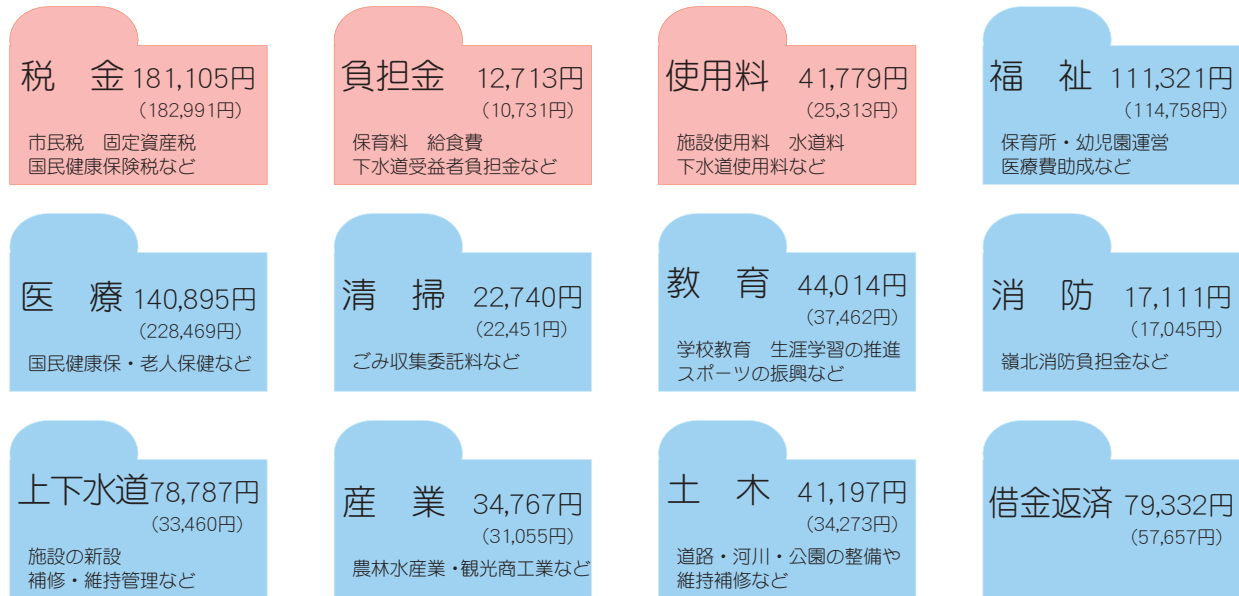 税　金 181,105円
(182,991円)
市民税　固定資産税
国民健康保険税など
負担金 12,713円
(10,731円)
保育料　給食費
下水道受益者負担金など
使用料 41,779円
(25,313円)
施設使用料　水道料
下水道使用料など
福　祉 111,321円
(114,758円)
保育所・幼児園運営
医療費助成など
医　療 140,895円
(228,469円)
国民健康保・老人保健など
清　掃 22,740円
(22,451円)
ごみ収集委託料など
教　育 44,014円
(37,462円)
学校教育　生涯学習の推進
スポーツの振興など
消　防 17,111円
(17,045円)
嶺北消防負担金など
上下水道 78,787円
(33,460円)
施設の新設
補修・維持管理など
産　業 34,767円
(31,055円)
農林水産業・観光商工業など
土　木 41,197円
(34,273円)
道路・河川・公園の整備や
維持補修など
借金返済 79,332円
(57,657円)